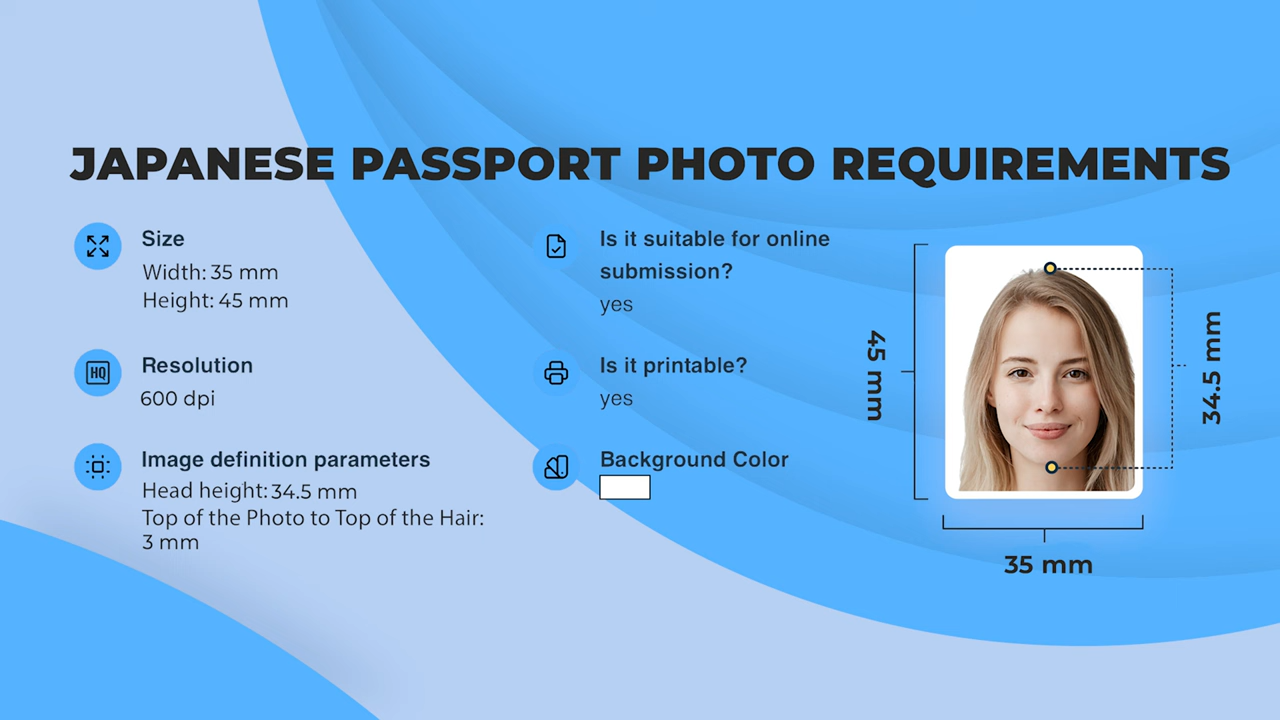 JAPANESE PASSPORT PHOTO REQUIREMENTS
Size
Width: 35 mm
Height: 45 mm
HQ
Resolution
600 dpi
Image definition parameters
Head height: 34.5 mm
Top of the Photo to Top of the Hair:
3 mm
Is it suitable for online
submission?
yes
Is it printable?
yes
Background Color
45 mm
34.5 mm
35 mm